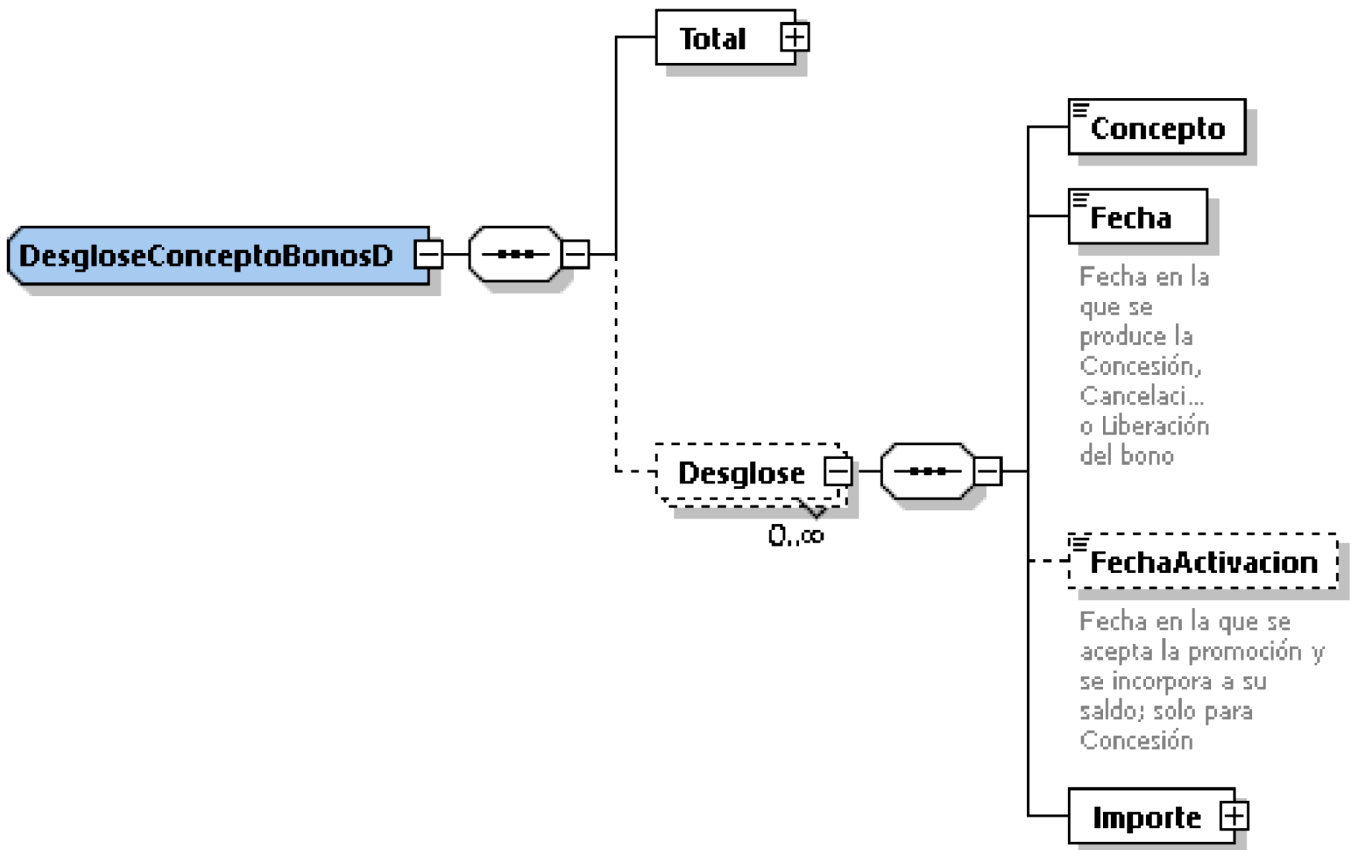 Total
Concepto
Fecha
Fecha en la
que se
produce la
Concesión,
Cancelaci...
o Liberación
del bono
DesgloseConceptoBonosD
Desglose
0..∞
FechaActivacion
Fecha en la que se
acepta la promoción y
se incorpora a su
saldo; solo para
Concesión
Importe